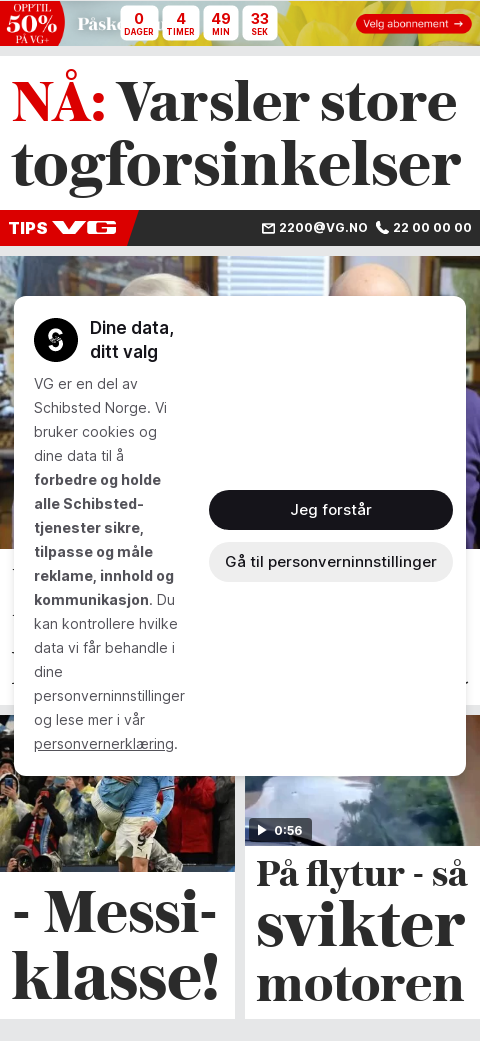 OPPTIL
50%
PÅ VG+
0
DAGER
4
TIMER
49
MIN
33
SEK
Velg abonnement →
NÅ: Varsler store
togforsinkelser
TIPS VG
2200@VG.NO
22 00 00 00
Dine data,
ditt valg
VG er en del av
Schibsted Norge. Vi
bruker cookies og
dine data til å
forbedre og holde
alle Schibsted-
tjenester sikre,
tilpasse og måle
reklame, innhold og
kommunikasjon. Du
kan kontrollere hvilke
data vi får behandle i
dine
personverninnstillinger
og lese mer i vår
personvernerklæring.
Jeg forstår
Gå til personverninnstillinger
9
0:56
- Messi-
klasse!
På flytur - så
svikter
motoren